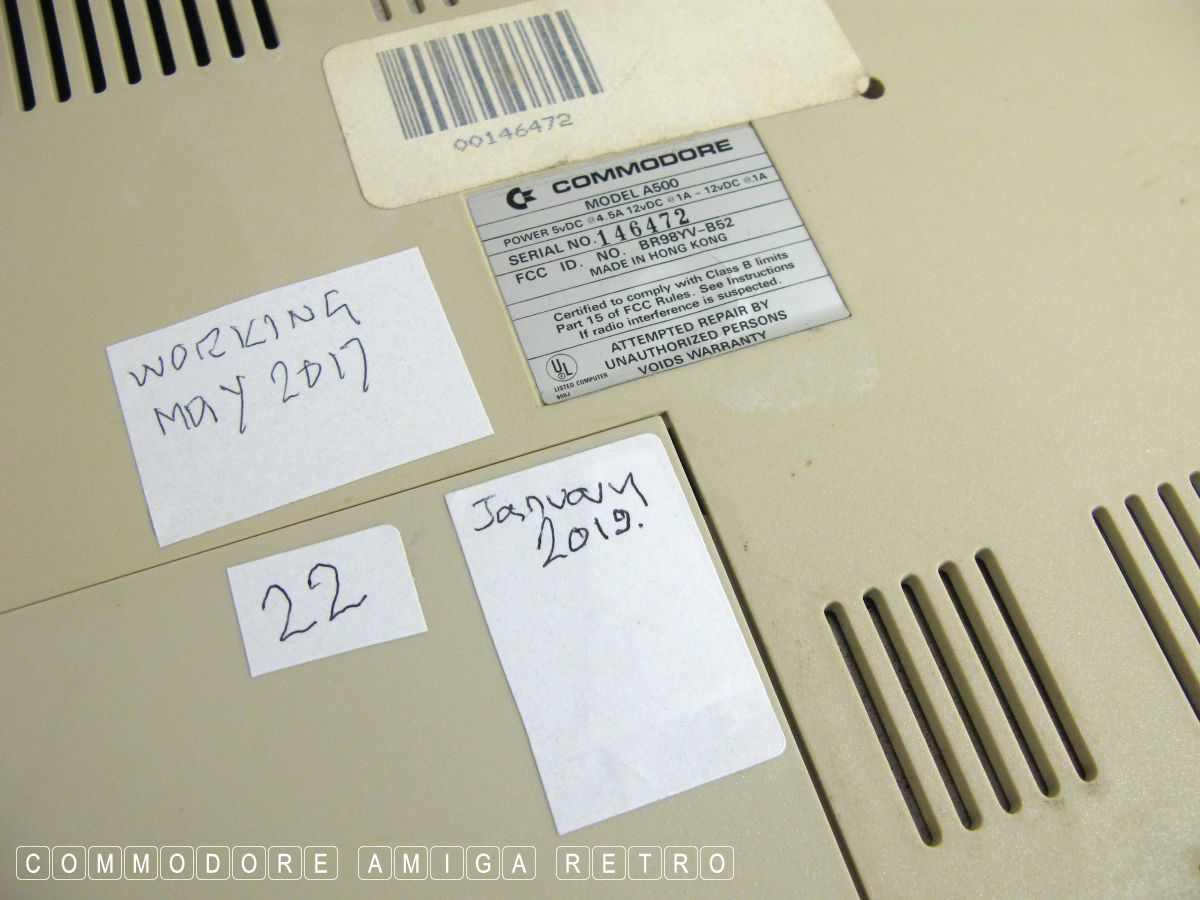 00146472
COMMODORE
MODEL A500
POWER 5vDC @4.5A 12vDC @1A - 12vDC @.1A
SERIAL NO. 146472
FCC ID. NO. BR98YV-B52
MADE IN HONG KONG
Certified to comply with Class B limits
Part 15 of FCC Rules. See Instructions
If radio interference is suspected.
ATTEMPTED REPAIR BY
UNAUTHORIZED PERSONS
VOIDS WARRANTY
UL
LISTED COMPUTER
WORKING
MAY 2017
January
2019.
22
COMMODORE AMIGA RETRO